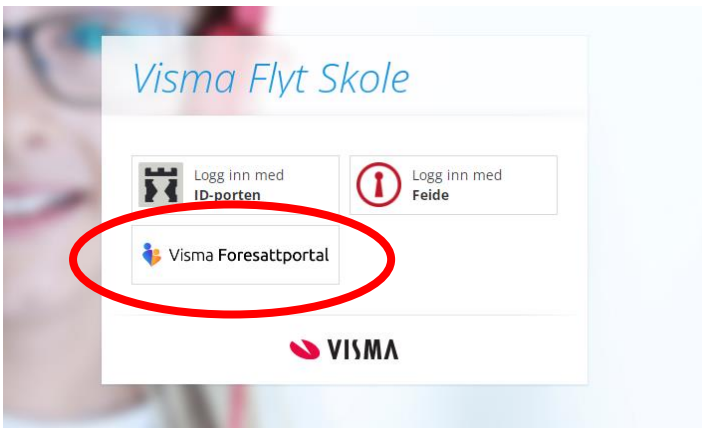 Visma Flyt Skole
Logg inn med
ID-porten
Logg inn med
Feide
Visma Foresattportal
VISMA